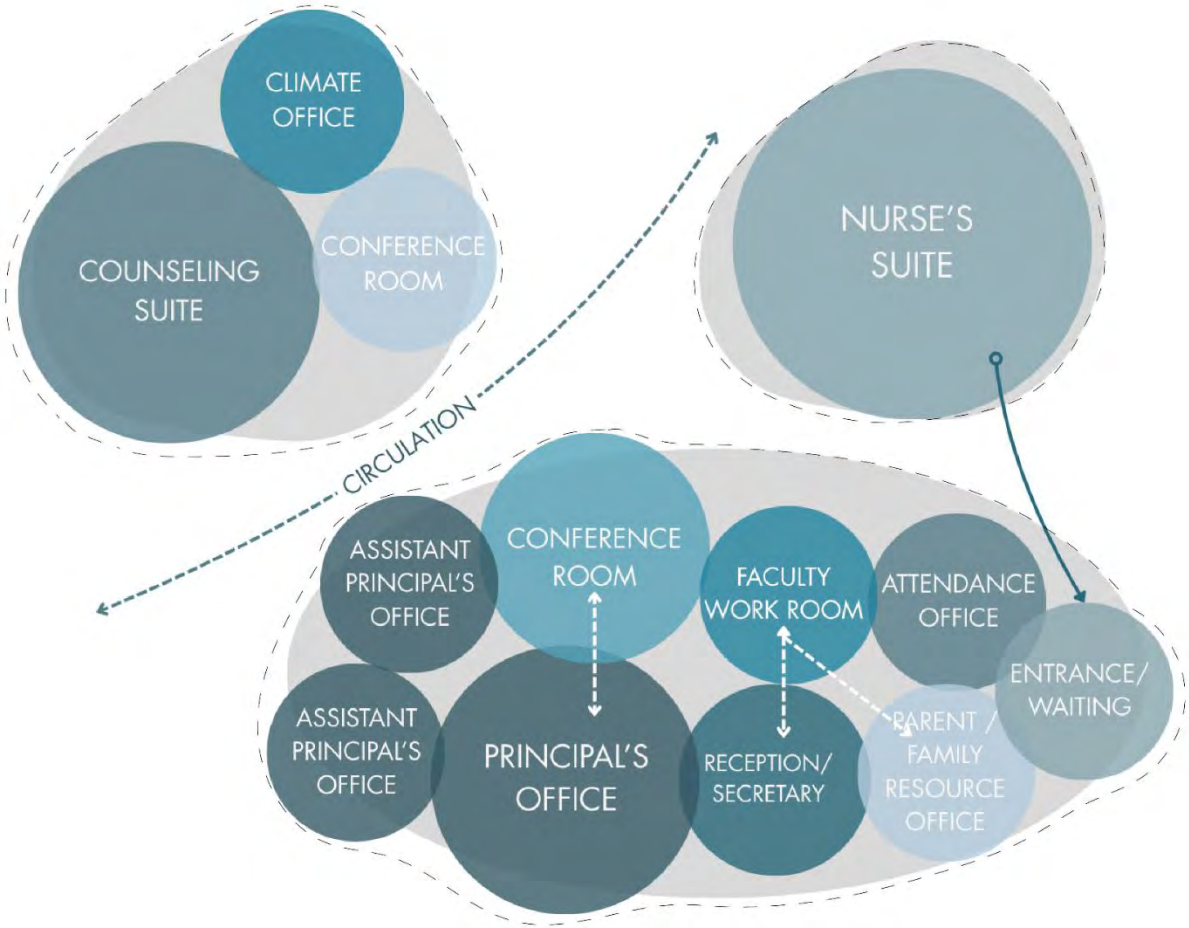 CLIMATE
OFFICE
COUNSELING
SUITE
CONFERENCE
ROOM
NURSE'S
SUITE
CIRCULATION
ASSISTANT
PRINCIPAL'S
OFFICE
CONFERENCE
ROOM
FACULTY
WORK ROOM
ATTENDANCE
OFFICE
ENTRANCE/
WAITING
ASSISTANT
PRINCIPAL'S
OFFICE
PRINCIPAL'S
OFFICE
RECEPTION/
SECRETARY
PARENT /
FAMILY
RESOURCE
OFFICE